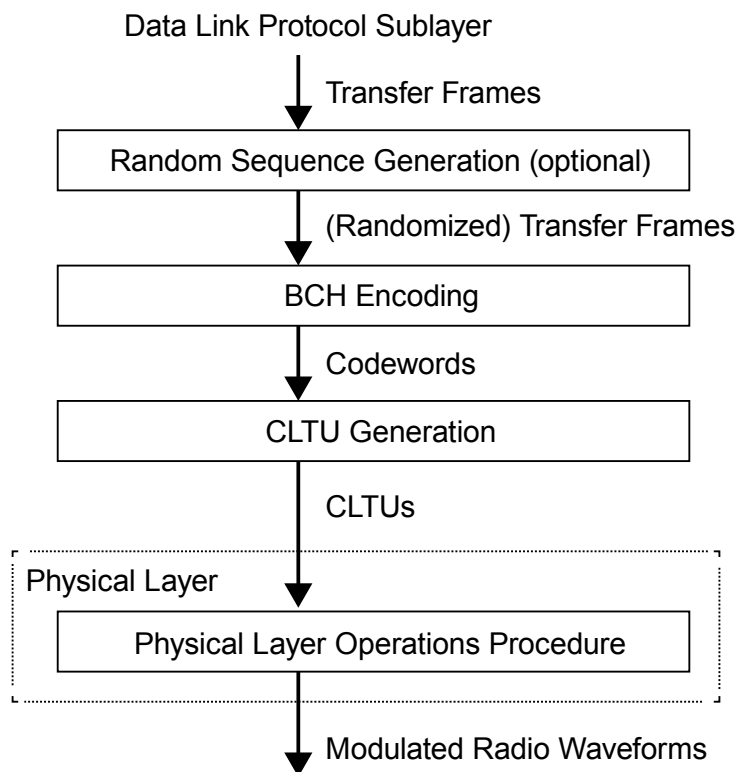 Data Link Protocol Sublayer
Transfer Frames
Random Sequence Generation (optional)
(Randomized) Transfer Frames
BCH Encoding
Codewords
CLTU Generation
CLTUs
Physical Layer
Physical Layer Operations Procedure
Modulated Radio Waveforms